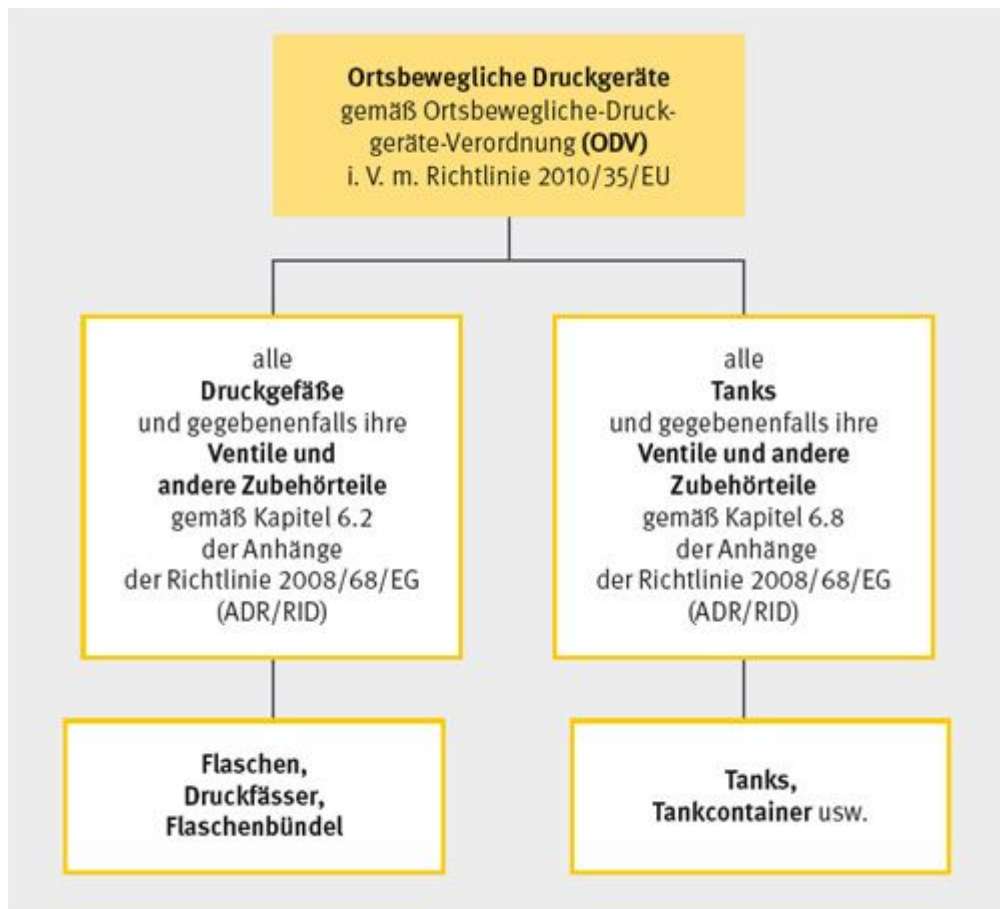 Ortsbewegliche Druckgeräte
gemäß Ortsbewegliche-Druck-
geräte-Verordnung (ODV)
i. V. m. Richtlinie 2010/35/EU
alle
Druckgefäße
und gegebenenfalls ihre
Ventile und
andere Zubehörteile
gemäß Kapitel 6.2
der Anhänge
der Richtlinie 2008/68/EG
(ADR/RID)
alle
Tanks
und gegebenenfalls ihre
Ventile und andere
Zubehörteile
gemäß Kapitel 6.8
der Anhänge
der Richtlinie 2008/68/EG
(ADR/RID)
Flaschen,
Druckfässer,
Flaschenbündel
Tanks,
Tankcontainer usw.